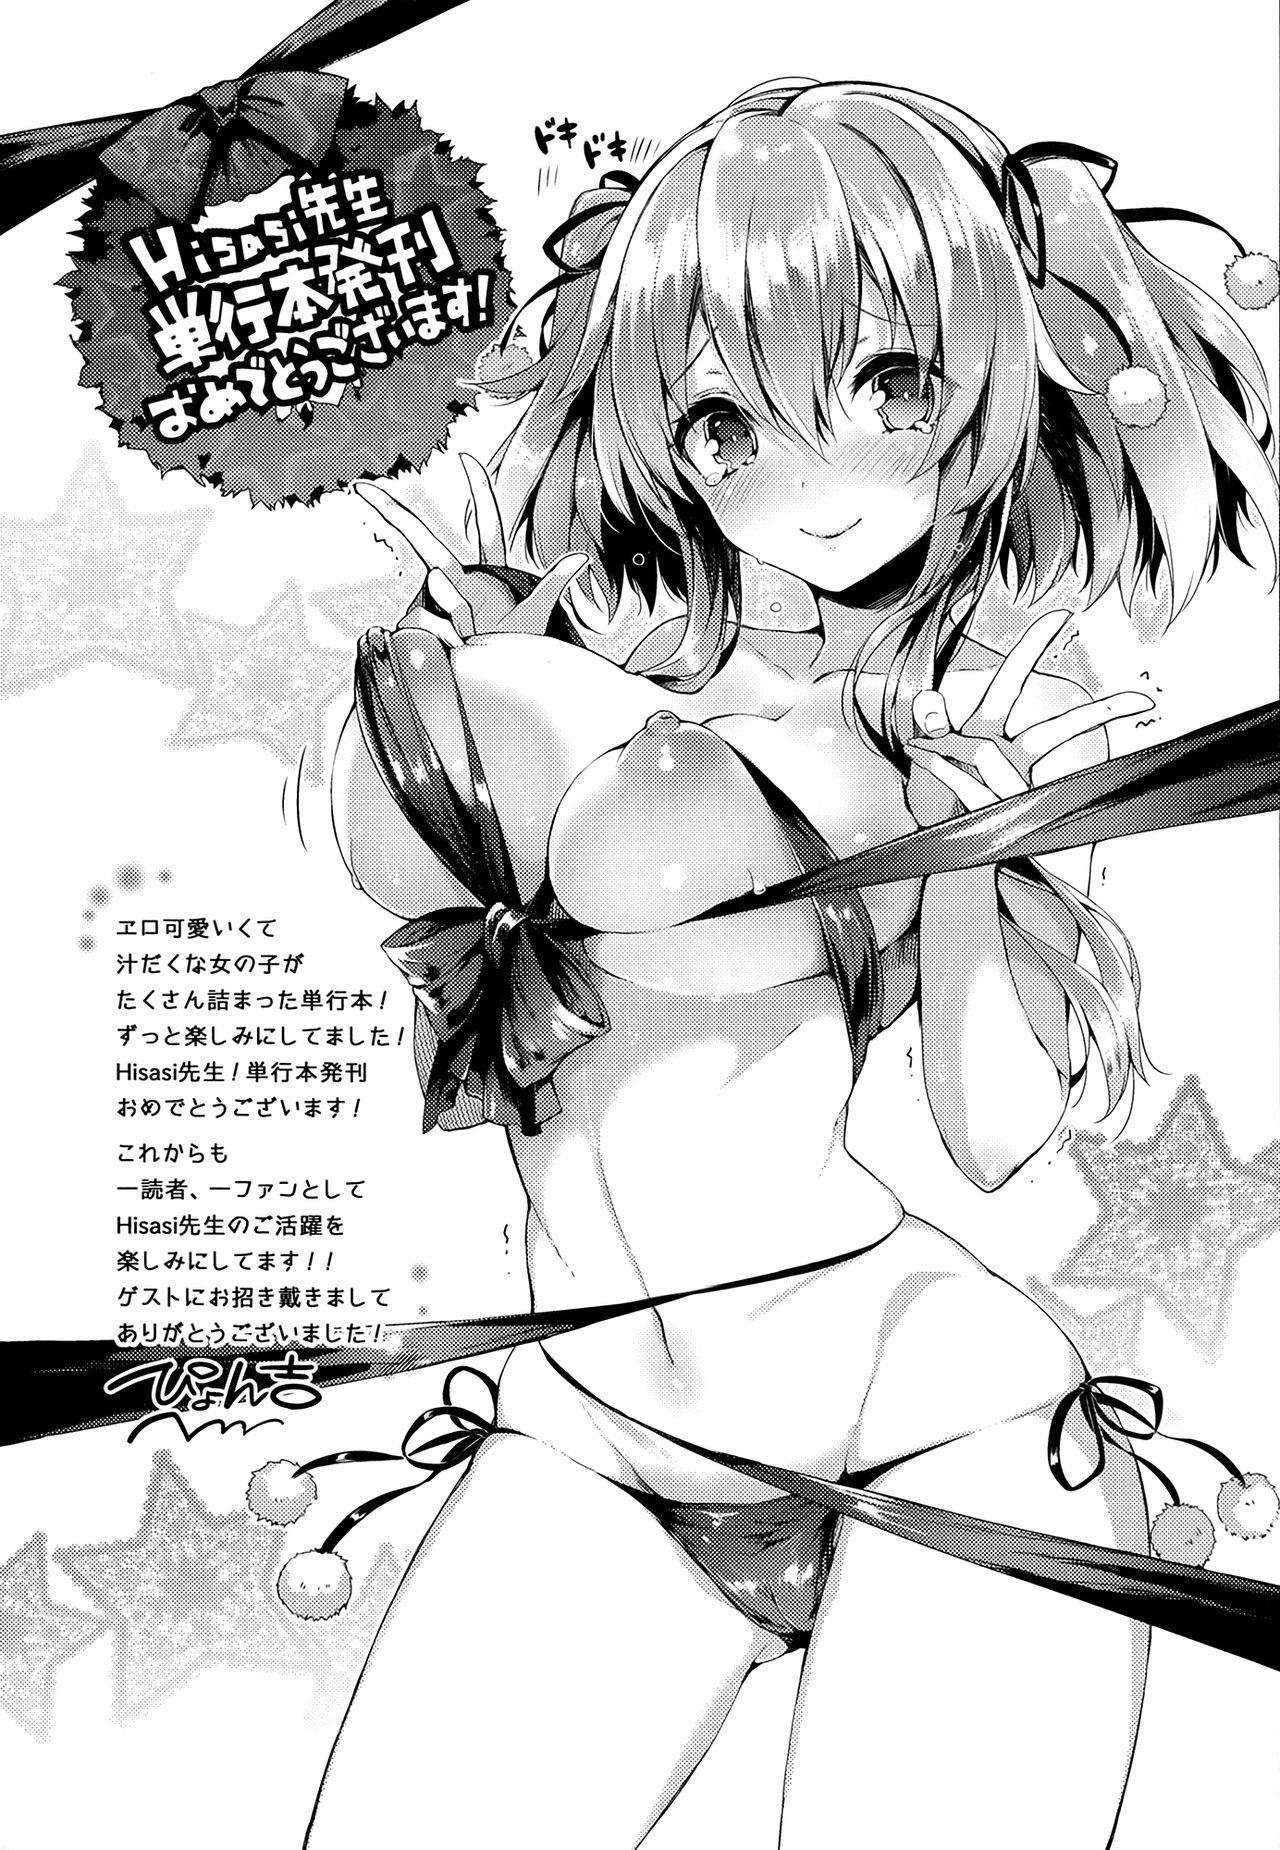 ドキ
ドキ
Hisasi先生
単行本発刊
おめでとうございます!
ヱロ可愛いくて
汁だくな女の子が
たくさん詰まった単行本!
ずっと楽しみにしてました!
Hisasi先生!単行本発刊
おめでとうございます!
これからも
一読者、一ファンとして
Hisasi先生のご活躍を
楽しみにしてます!!
ゲストにお招き戴きまして
ありがとうございました!
ぴょん吉